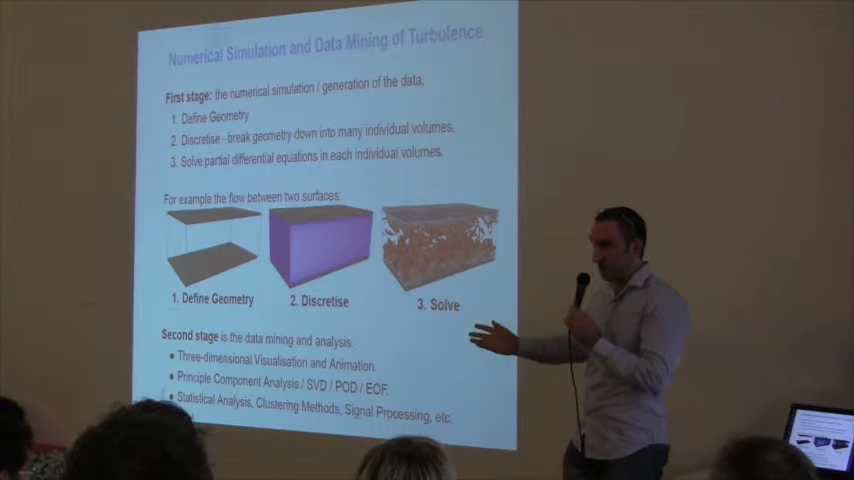 Numerical Simulation and Data Mining of Turbulence
First stage: the numerical simulation / generation of the data.
1. Define Geometry
2. Discretise - break geometry down into many individual volumes.
3. Solve partial differential equations in each individual volumes.
For example the flow between two surfaces:
1. Define Geometry
2. Discretise
3. Solve
Second stage is the data mining and analysis.
• Three-dimensional Visualisation and Animation.
• Principle Component Analysis / SVD / POD / EOF.
• Statistical Analysis, Clustering Methods, Signal Processing, etc.